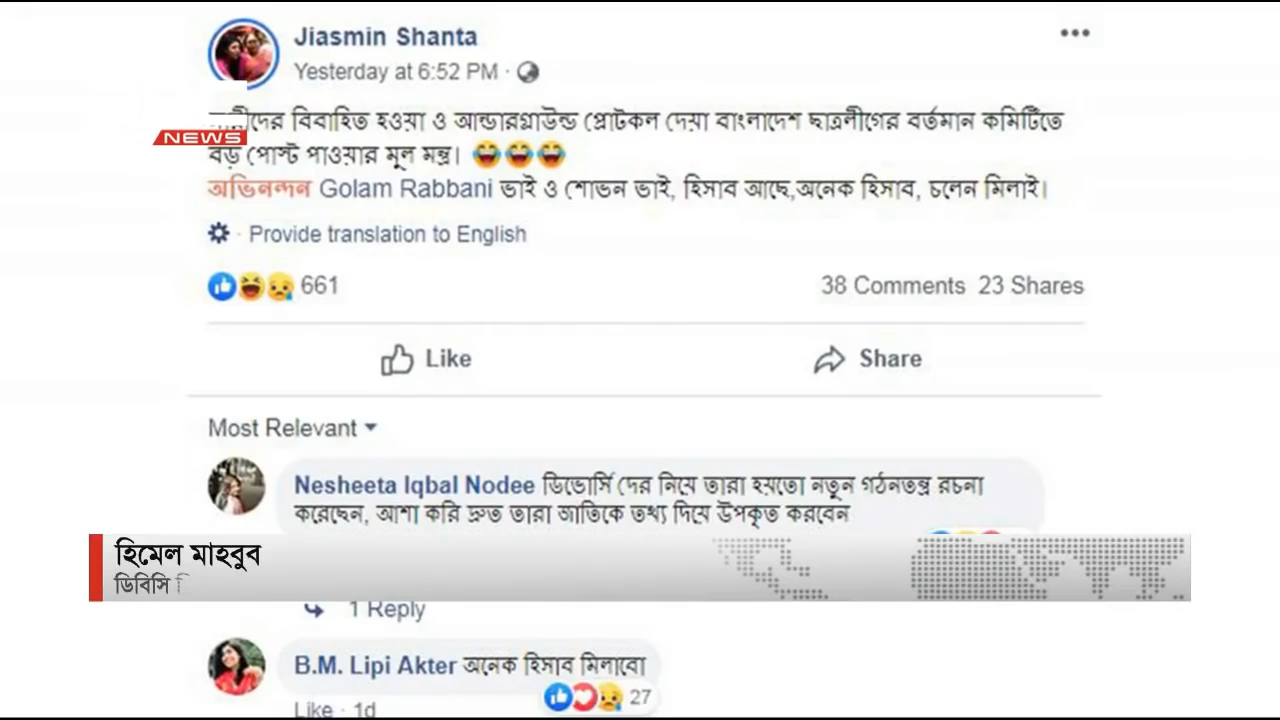 Jiasmin Shanta
Yesterday at 6:52 PM ·
NEWS
বিবাহিত হওয়া ও আন্ডারগ্রাউন্ড প্রোটকল দেয়া বাংলাদেশ ছাত্রলীগের বর্তমান কমিটিতে
বড় পোস্ট পাওয়ার মূল মন্ত্র। 😂😂😂
অভিনন্দন Golam Rabbani ভাই ও শোভন ভাই, হিসাব আছে,অনেক হিসাব, চলেন মিলাই।
· Provide translation to English
661
38 Comments 23 Shares
Like Share
Most Relevant
Nesheeta Iqbal Nodee ডিভোর্সি দের নিয়ে তারা হয়তো নতুন গঠনতন্ত্র রচনা
করেছেন, আশা করি দ্রুত তারা জাতিকে তথ্য দিয়ে উপকৃত করবেন
হিমেল মাহবুব
ডিবিসি
1 Reply
B.M. Lipi Akter অনেক হিসাব মিলাবো
27
Like · 1d